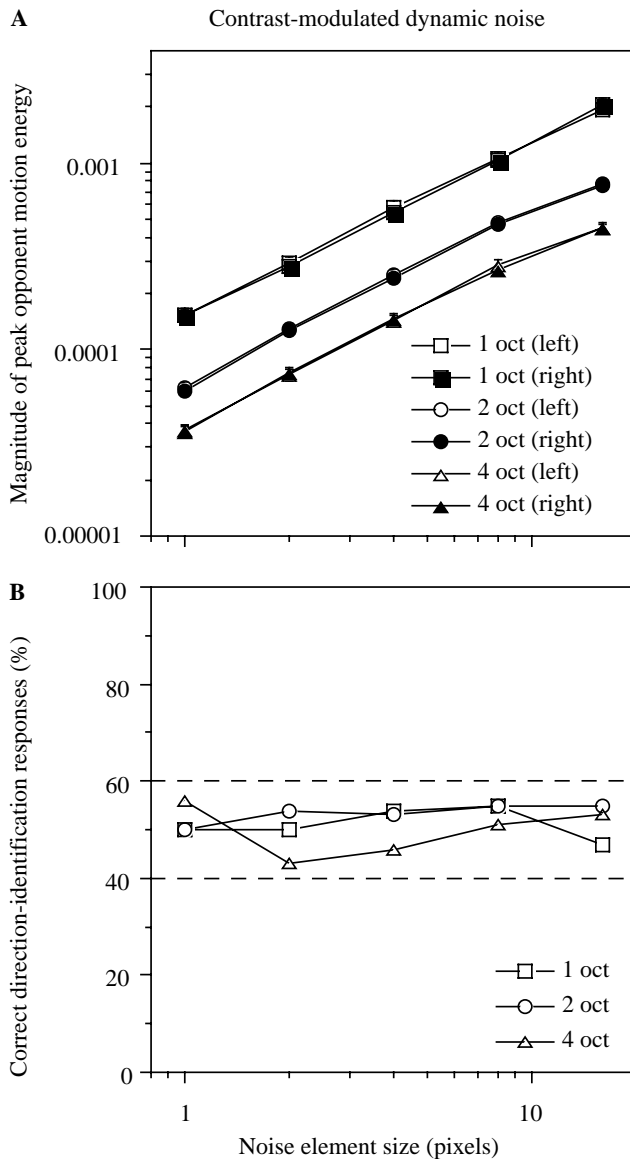 A
Contrast-modulated dynamic noise
Magnitude of peak opponent motion energy
0.001
0.0001
0.00001
1 oct (left)
1 oct (right)
2 oct (left)
2 oct (right)
4 oct (left)
4 oct (right)
B
Correct direction-identification responses (%)
100
80
60
40
20
0
1 oct
2 oct
4 oct
1
10
Noise element size (pixels)